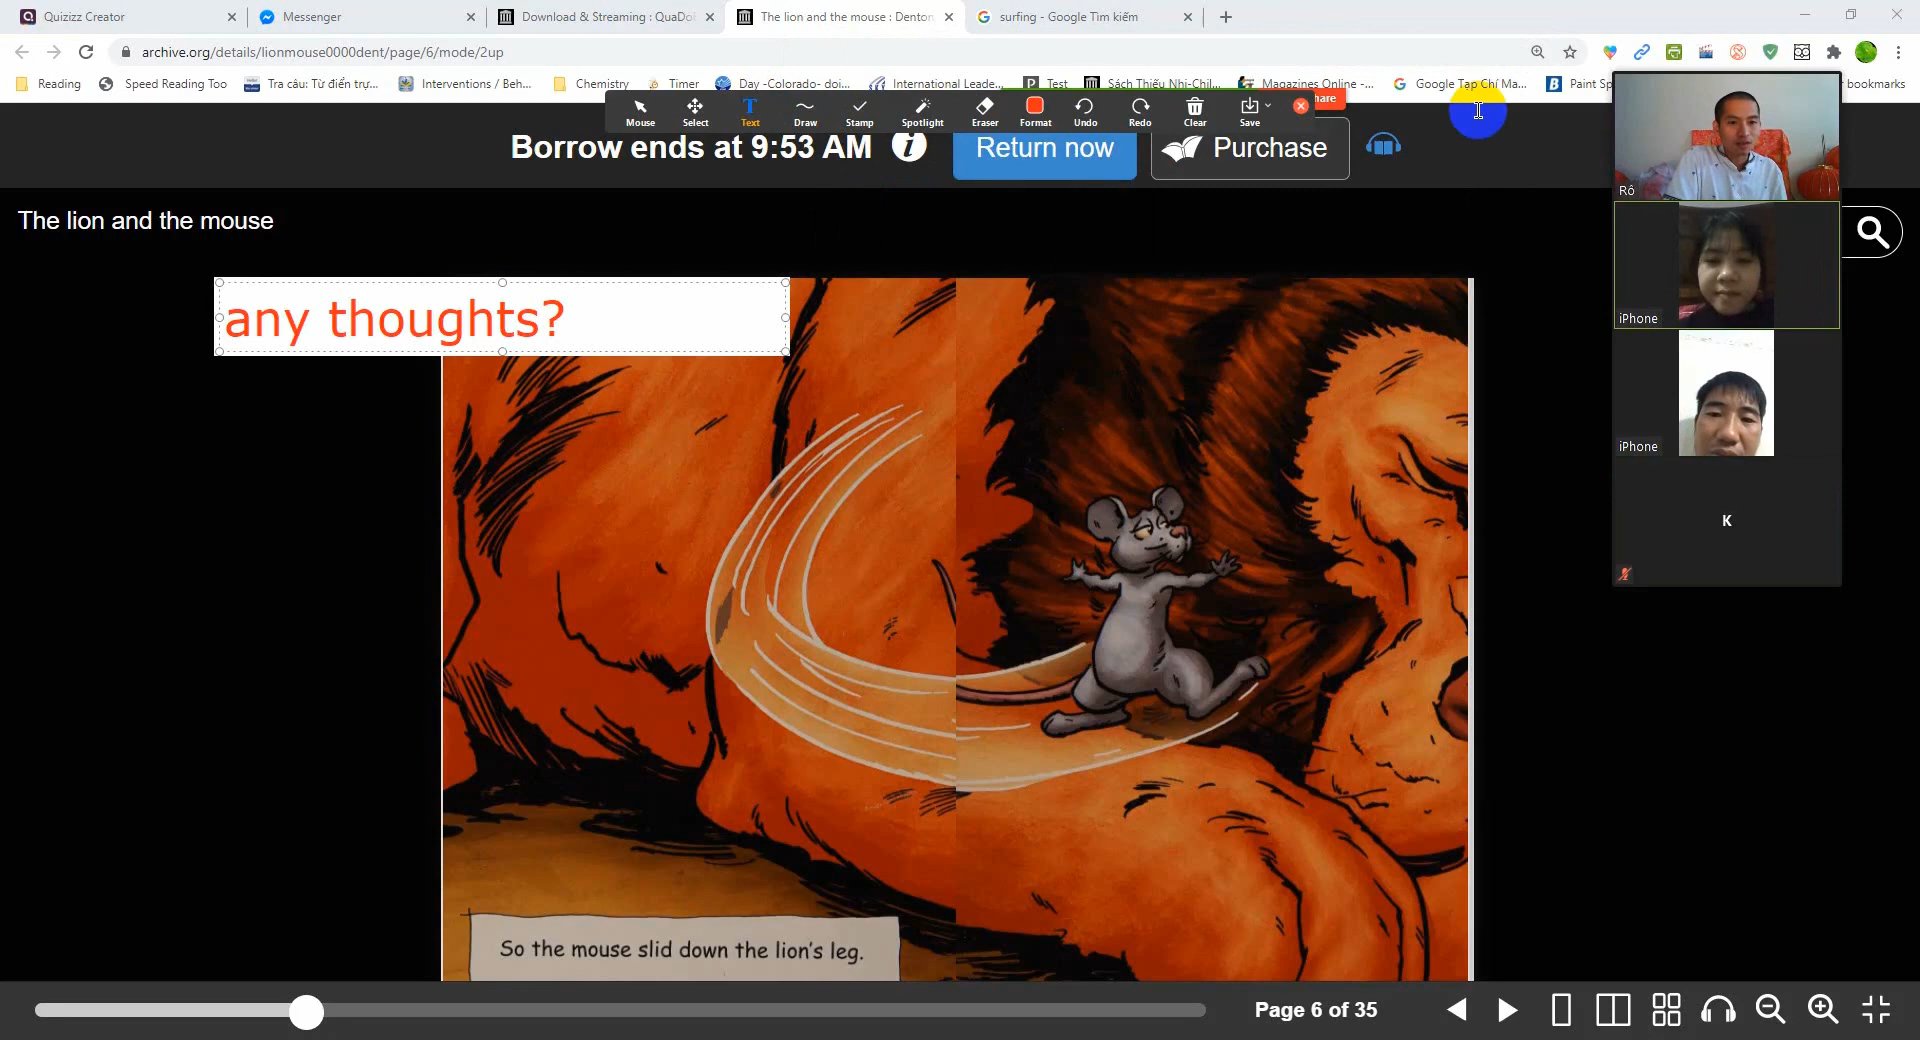 Quizizz Creator
Messenger
Download & Streaming : QuaDo
The lion and the mouse : Denton
surfing - Google Tìm kiếm
archive.org/details/lionmouse0000dent/page/6/mode/2up
Reading
Speed Reading Too
Tra câu: Từ điển trự...
Interventions / Beh...
Chemistry
Timer
Day -Colorado- doi...
International Leade...
Test
Sách Thiếu Nhi-Chil...
Magazines Online -...
Google Tạp Chí Ma...
Paint Sp
bookmarks
Mouse
Select
Text
Draw
Stamp
Spotlight
Eraser
Format
Undo
Redo
Clear
Save
hare
Borrow ends at 9:53 AM
Return now
Purchase
The lion and the mouse
any thoughts?
Rô
iPhone
iPhone
K
So the mouse slid down the lion's leg.
Page 6 of 35